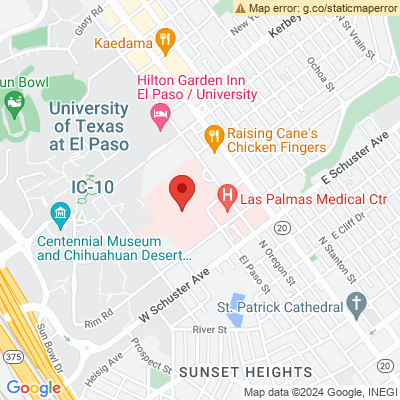 Map error: g.co/staticmaperror
Glory Rd
Kaedama
Kerbey
N St Vrain St
Ochoa St
Hilton Garden Inn
El Paso / University
un Bowl
University
of Texas
at El Paso
Raising Cane's
Chicken Fingers
E Schuster Ave
IC-10
Las Palmas Medical Ctr
Centennial Museum
and Chihuahuan Desert...
20
E Cliff Dr
N Stanton St
N Oregon St
El Paso St
W Schuster Ave
Rim Rd
St. Patrick Cathedral
River St
Sun Bowl Dr
375
Prospect St
Heisig Ave
SUNSET HEIGHTS
20
Google
Map data ©2024 Google, INEGI